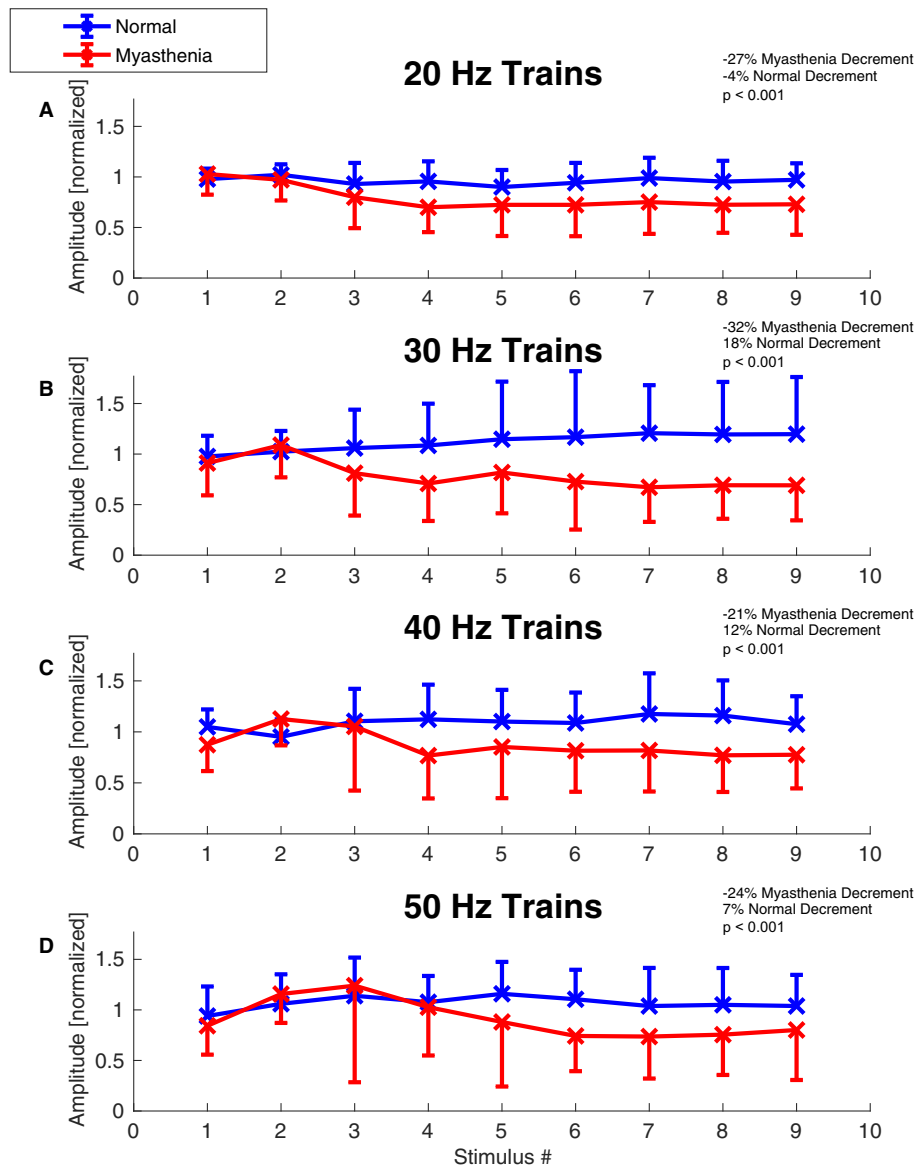 Normal
Myasthenia
20 Hz Trains
-27% Myasthenia Decrement
-4% Normal Decrement
p < 0.001
A
Amplitude [normalized]
1.5
1
0.5
0
0 1 2 3 4 5 6 7 8 9 10
30 Hz Trains
-32% Myasthenia Decrement
18% Normal Decrement
p < 0.001
B
Amplitude [normalized]
1.5
1
0.5
0
0 1 2 3 4 5 6 7 8 9 10
40 Hz Trains
-21% Myasthenia Decrement
12% Normal Decrement
p < 0.001
C
Amplitude [normalized]
1.5
1
0.5
0
0 1 2 3 4 5 6 7 8 9 10
50 Hz Trains
-24% Myasthenia Decrement
7% Normal Decrement
p < 0.001
D
Amplitude [normalized]
1.5
1
0.5
0
0 1 2 3 4 5 6 7 8 9 10
Stimulus #